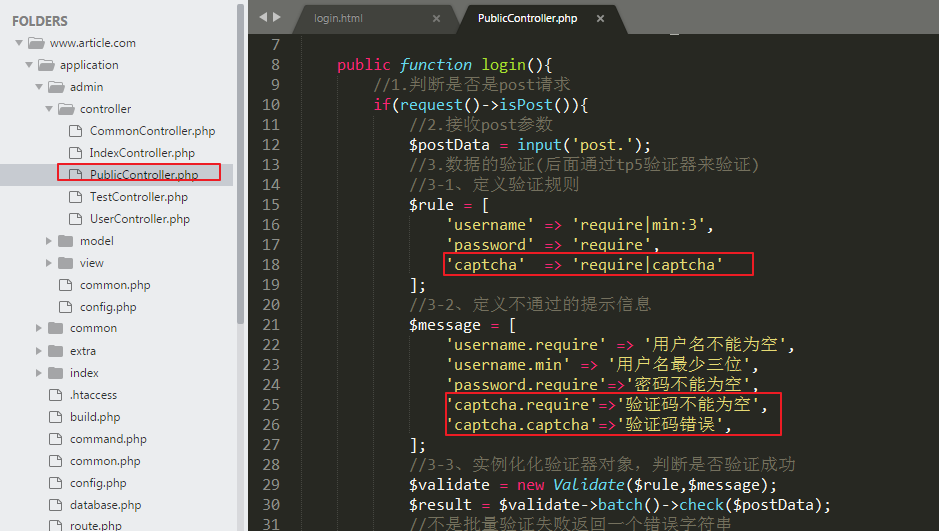 FOLDERS
www.article.com
application
admin
controller
CommonController.php
IndexController.php
PublicController.php
TestController.php
UserController.php
model
view
common.php
config.php
common
extra
index
.htaccess
build.php
command.php
common.php
config.php
database.php
route.php
login.html ×
PublicController.php ×
7
8 public function login(){
9 //1.判断是否是post请求
10 if(request()->isPost()){
11 //2.接收post参数
12 $postData = input('post.');
13 //3.数据的验证(后面通过tp5验证器来验证)
14 //3-1、定义验证规则
15 $rule = [
16 'username' => 'require|min:3',
17 'password' => 'require',
18 'captcha' => 'require|captcha'
19 ];
20 //3-2、定义不通过的提示信息
21 $message = [
22 'username.require' => '用户名不能为空',
23 'username.min' => '用户名最少三位',
24 'password.require'=>'密码不能为空',
25 'captcha.require'=>'验证码不能为空',
26 'captcha.captcha'=>'验证码错误',
27 ];
28 //3-3、实例化化验证器对象，判断是否验证成功
29 $validate = new Validate($rule,$message);
30 $result = $validate->batch()->check($postData);
31 //不是批量验证失败返回一个错误字符串